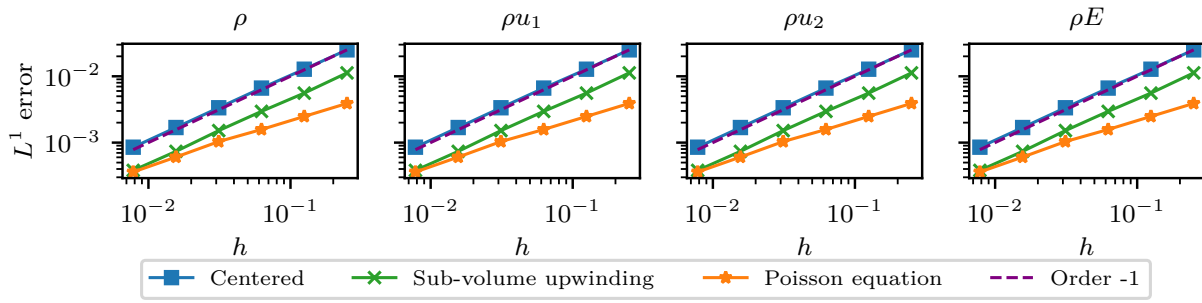 ρ ρu₁ ρu₂ ρE
L¹ error
10⁻²
10⁻³
10⁻² 10⁻¹ 10⁻² 10⁻¹ 10⁻² 10⁻¹ 10⁻² 10⁻¹
h h h h
Centered Sub-volume upwinding Poisson equation Order -1